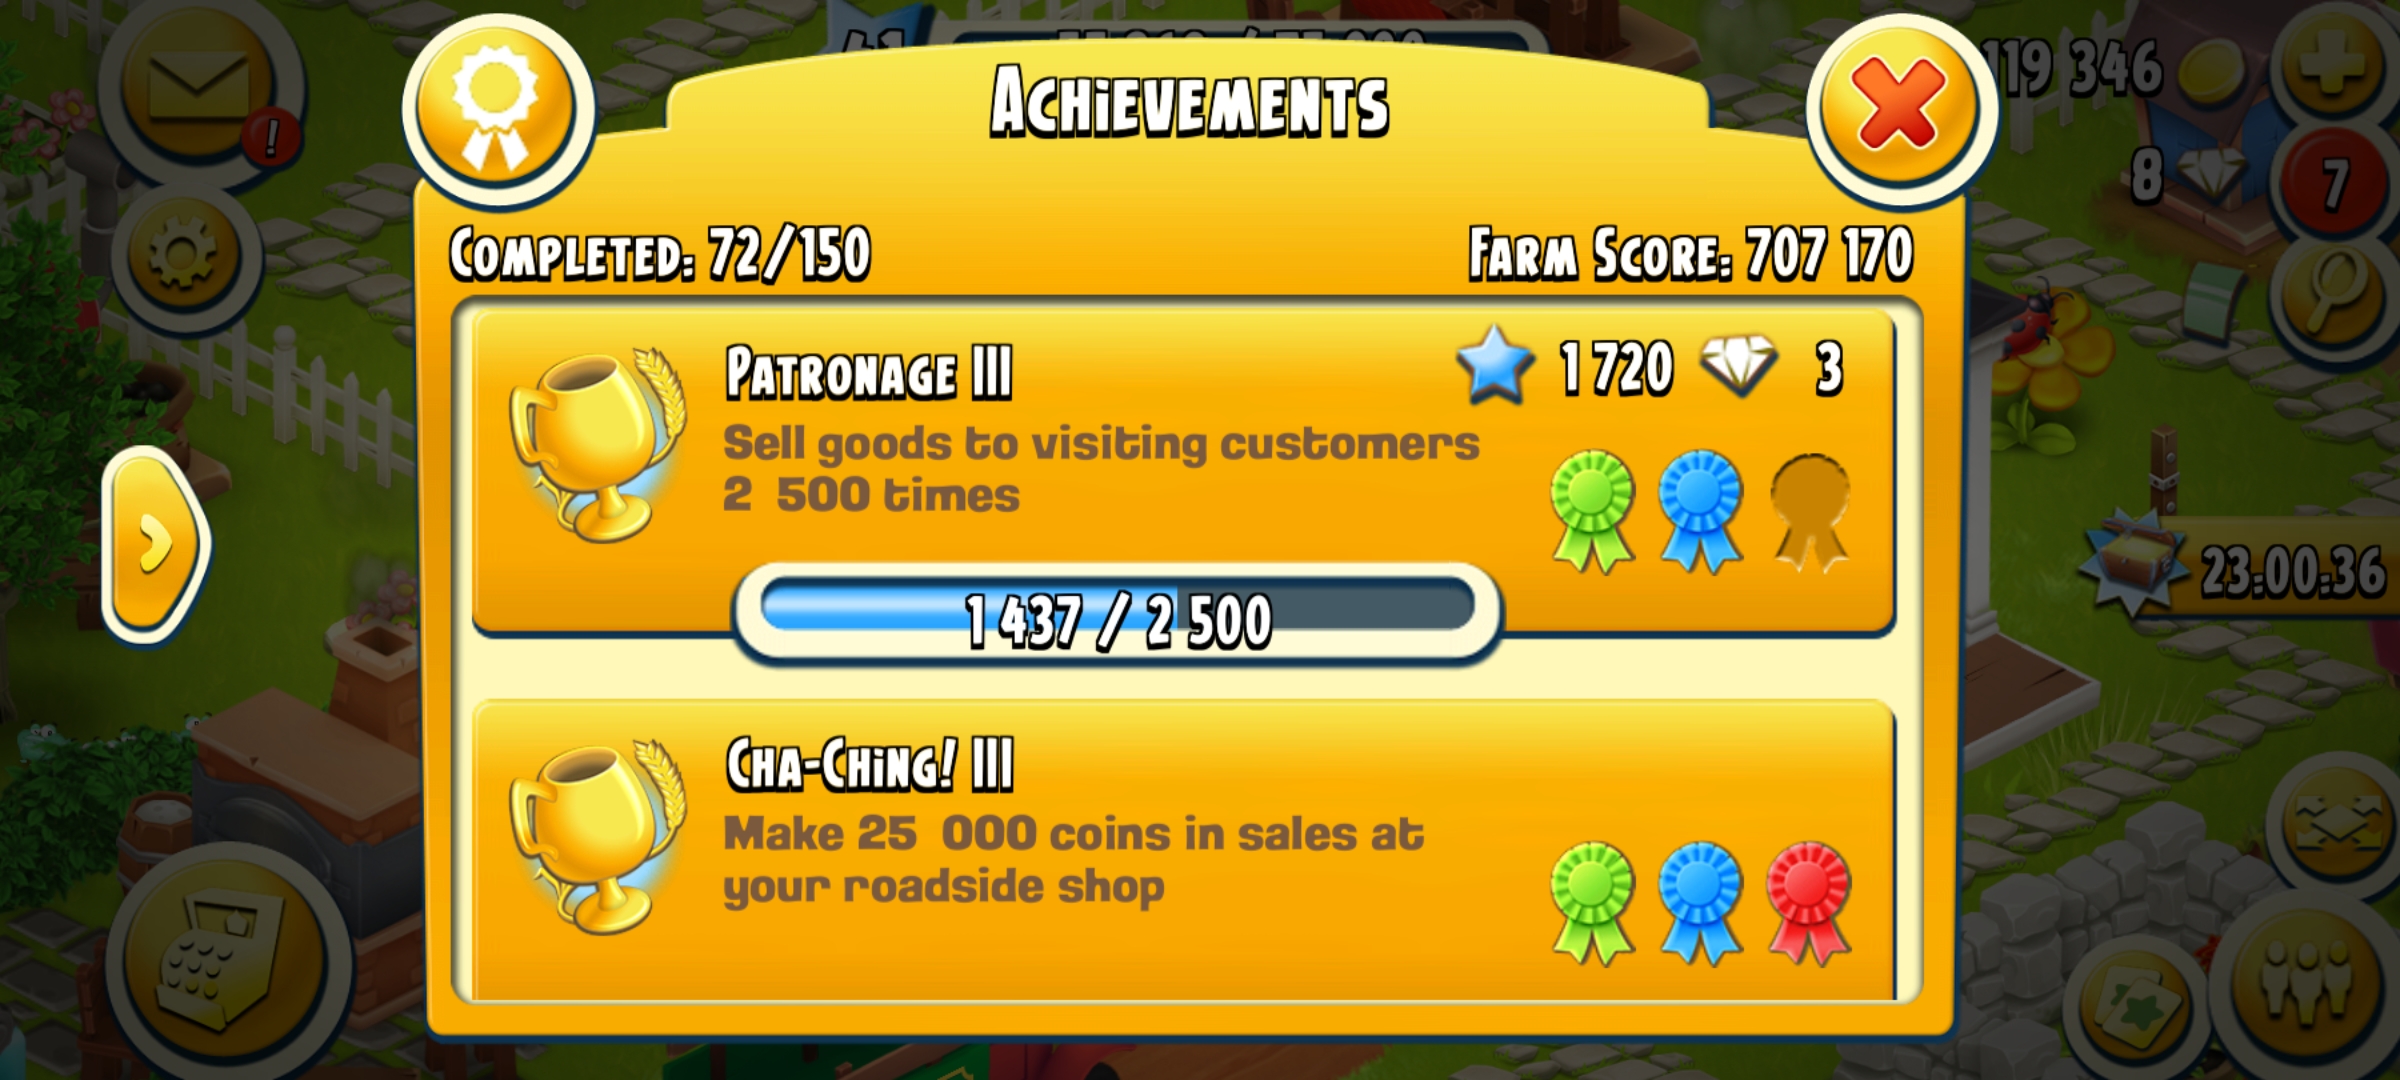 Achievements
119 346
!
8
7
Completed: 72/150
Farm Score: 707 170
Patronage III
1 720
3
Sell goods to visiting customers
2 500 times
23:00:36
1 437 / 2 500
Cha-Ching! III
Make 25 000 coins in sales at
your roadside shop